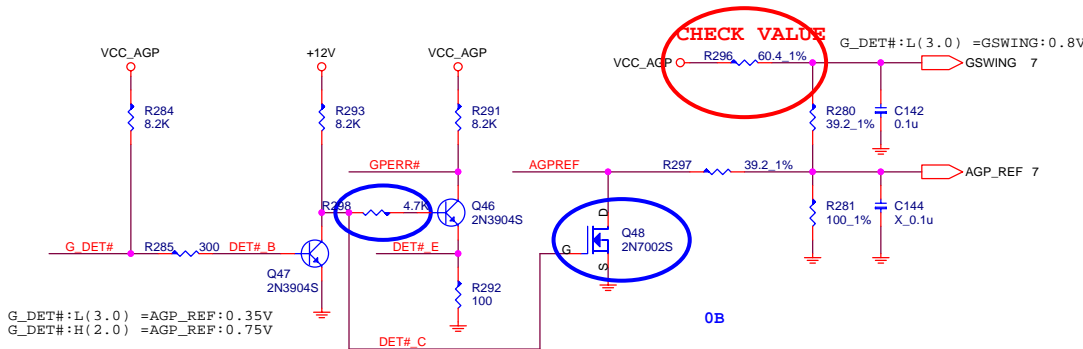 CHECK VALUE
G_DET#:L(3.0) =GSWING:0.8V
VCC_AGP
+12V
VCC_AGP
VCC_AGP
R296
60.4_1%
GSWING 7
R284
8.2K
R293
8.2K
R291
8.2K
R280
39.2_1%
C142
0.1u
GPERR#
AGPREF
R297
39.2_1%
AGP_REF 7
R298
4.7K
Q46
2N3904S
D
G
S
Q48
2N7002S
R281
100_1%
C144
X_0.1u
G_DET#
R285
300
DET#_B
DET#_E
Q47
2N3904S
R292
100
G_DET#:L(3.0) =AGP_REF:0.35V
G_DET#:H(2.0) =AGP_REF:0.75V
0B
DET#_C